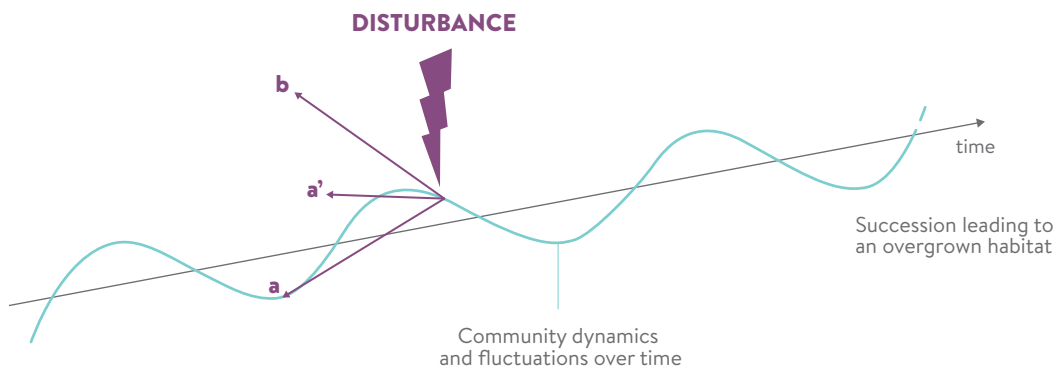 DISTURBANCE
b
a’
a
time
Succession leading to
an overgrown habitat
Community dynamics
and fluctuations over time